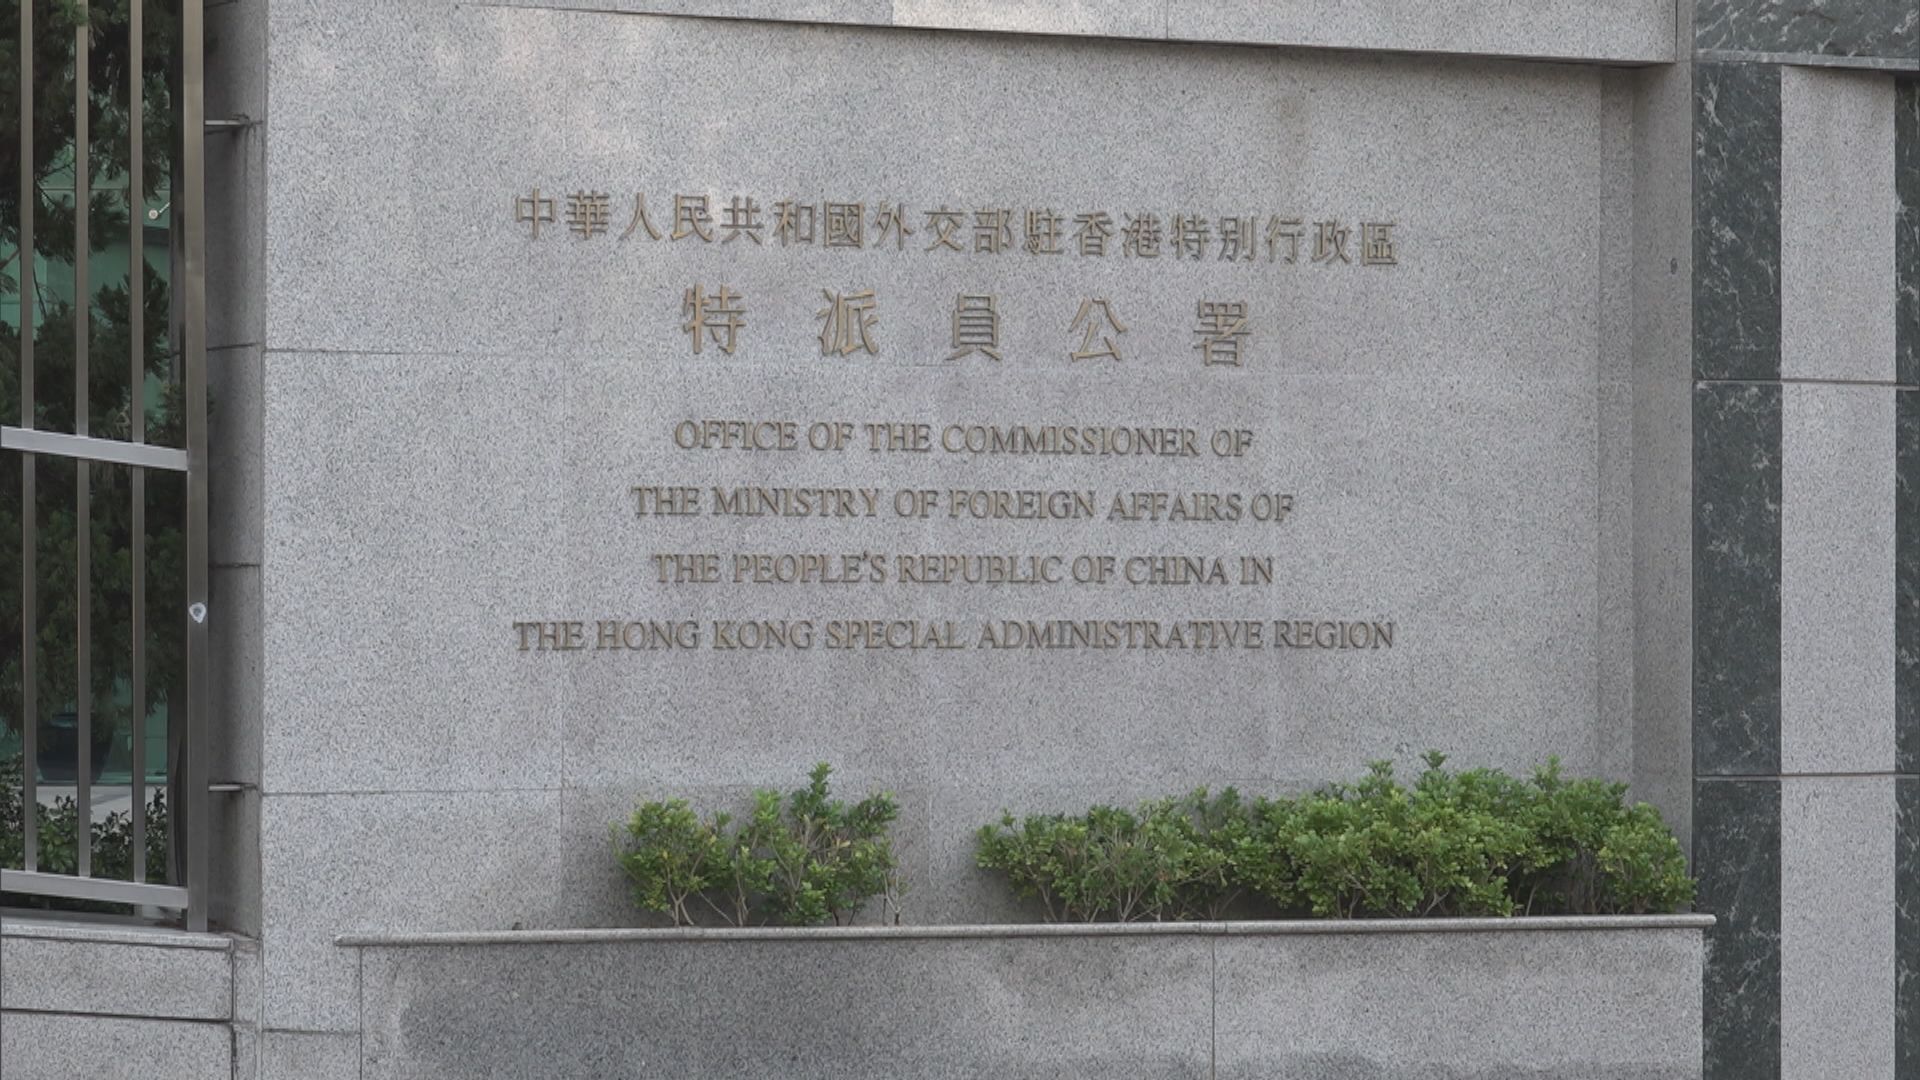 中華人民共和國外交部駐香港特別行政區
特派員公署
OFFICE OF THE COMMISSIONER OF
THE MINISTRY OF FOREIGN AFFAIRS OF
THE PEOPLE'S REPUBLIC OF CHINA IN
THE HONG KONG SPECIAL ADMINISTRATIVE REGION